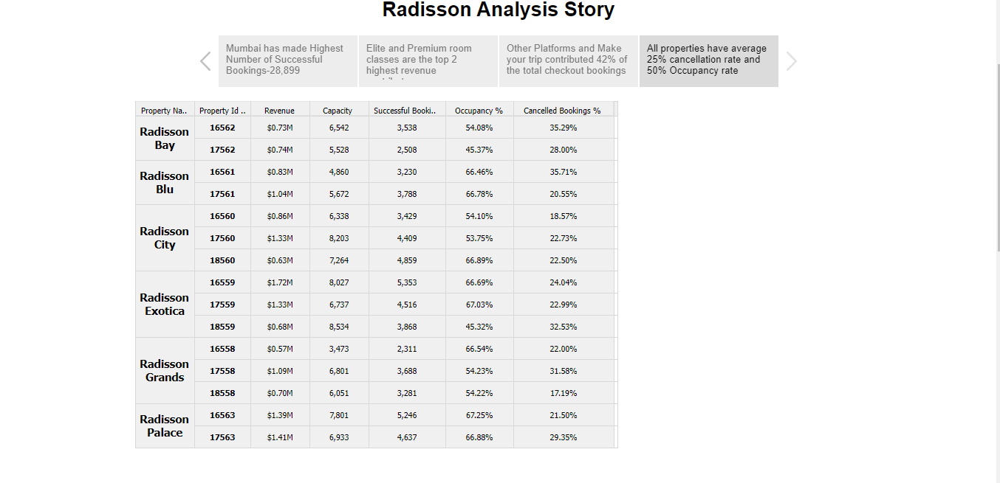 Radisson Analysis Story
Mumbai has made Highest
Number of Successful
Bookings-28,899
Elite and Premium room
classes are the top 2
highest revenue
Other Platforms and Make
your trip contributed 42% of
the total checkout bookings
All properties have average
25% cancellation rate and
50% Occupancy rate
Property Na.. Property Id .. Revenue Capacity Successful Booki.. Occupancy % Cancelled Bookings %
Radisson
Bay
16562 $0.73M 6,542 3,538 54.08% 35.29%
17562 $0.74M 5,528 2,508 45.37% 28.00%
Radisson
Blu
16561 $0.83M 4,860 3,230 66.46% 35.71%
17561 $1.04M 5,672 3,788 66.78% 20.55%
Radisson
City
16560 $0.86M 6,338 3,429 54.10% 18.57%
17560 $1.33M 8,203 4,409 53.75% 22.73%
18560 $0.63M 7,264 4,859 66.89% 22.50%
Radisson
Exotica
16559 $1.72M 8,027 5,353 66.69% 24.04%
17559 $1.33M 6,737 4,516 67.03% 22.99%
18559 $0.68M 8,534 3,868 45.32% 32.53%
Radisson
Grands
16558 $0.57M 3,473 2,311 66.54% 22.00%
17558 $1.09M 6,801 3,688 54.23% 31.58%
18558 $0.70M 6,051 3,281 54.22% 17.19%
Radisson
Palace
16563 $1.39M 7,801 5,246 67.25% 21.50%
17563 $1.41M 6,933 4,637 66.88% 29.35%